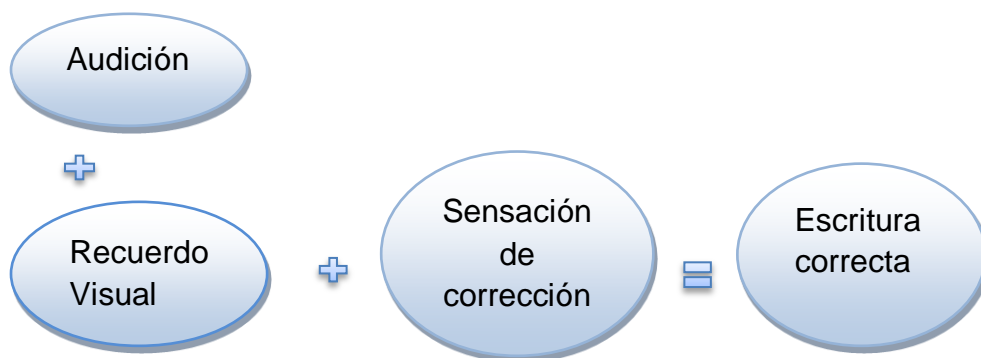 Audición
Recuerdo
Visual
Sensación
de
corrección
Escritura
correcta